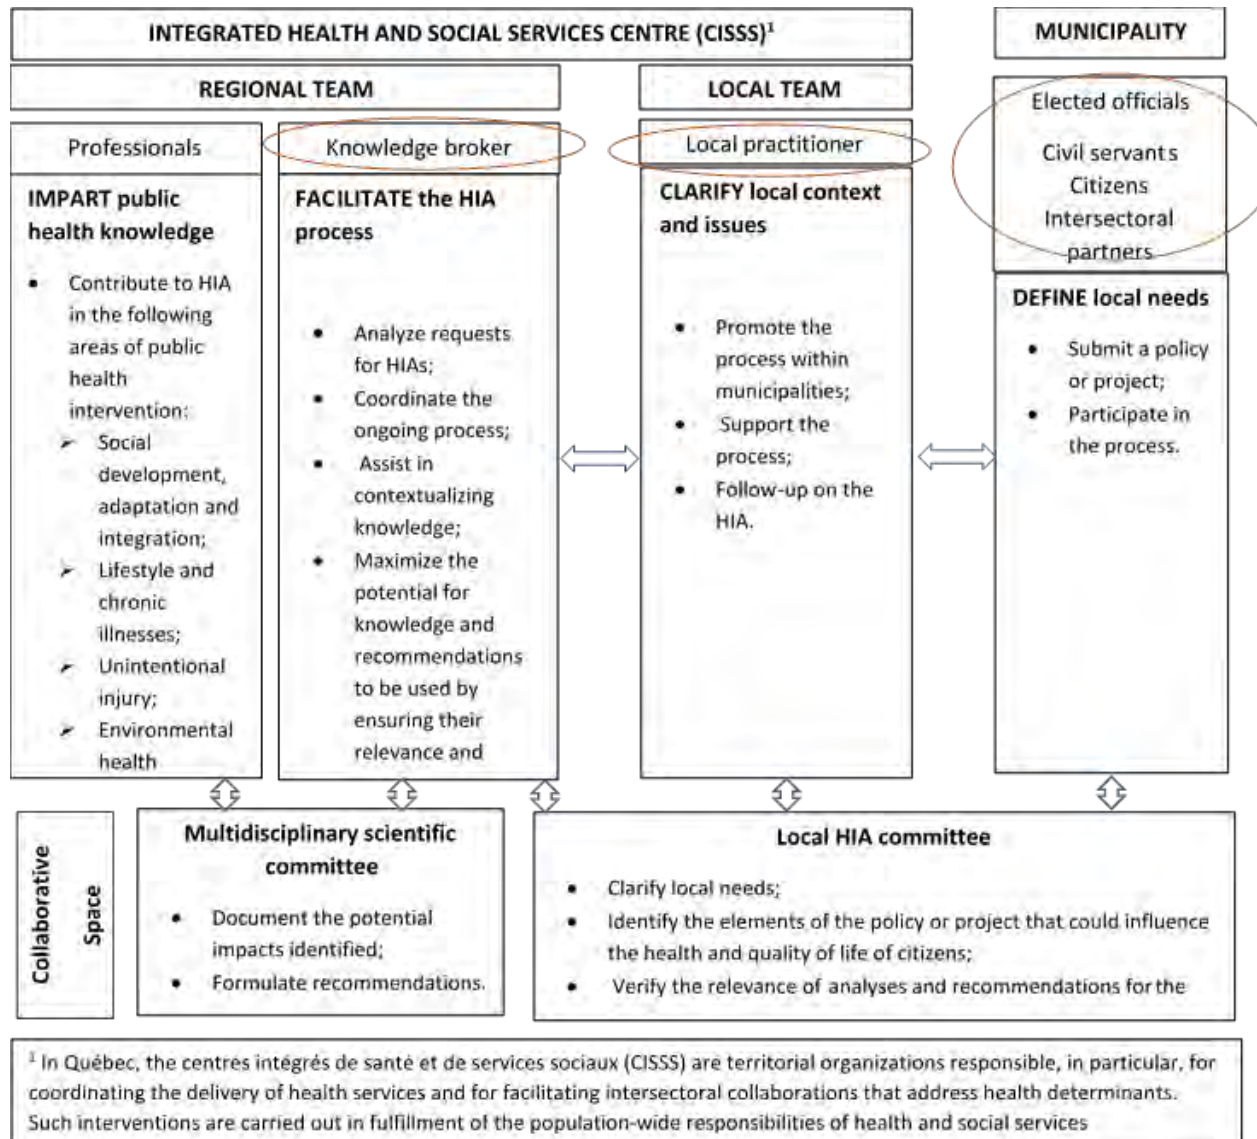 INTEGRATED HEALTH AND SOCIAL SERVICES CENTRE (CISSS)¹
MUNICIPALITY
REGIONAL TEAM
LOCAL TEAM
Professionals
IMPART public
health knowledge
• Contribute to HIA
in the following
areas of public
health
intervention:
➢ Social
development,
adaptation and
integration;
➢ Lifestyle and
chronic
illnesses;
➢ Unintentional
injury;
➢ Environmental
health
Knowledge broker
FACILITATE the HIA
process
• Analyze requests
for HIAs;
• Coordinate the
ongoing process;
• Assist in
contextualizing
knowledge;
• Maximize the
potential for
knowledge and
recommendations
to be used by
ensuring their
relevance and
Local practitioner
CLARIFY local context
and issues
• Promote the
process within
municipalities;
• Support the
process;
• Follow-up on the
HIA.
Elected officials
Civil servants
Citizens
Intersectoral
partners
DEFINE local needs
• Submit a policy
or project;
• Participate in
the process.
Collaborative
Space
Multidisciplinary scientific
committee
• Document the potential
impacts identified;
• Formulate recommendations.
Local HIA committee
• Clarify local needs;
• Identify the elements of the policy or project that could influence
the health and quality of life of citizens;
• Verify the relevance of analyses and recommendations for the
¹ In Québec, the centres intégrés de santé et de services sociaux (CISSS) are territorial organizations responsible, in particular, for
coordinating the delivery of health services and for facilitating intersectoral collaborations that address health determinants.
Such interventions are carried out in fulfillment of the population-wide responsibilities of health and social services